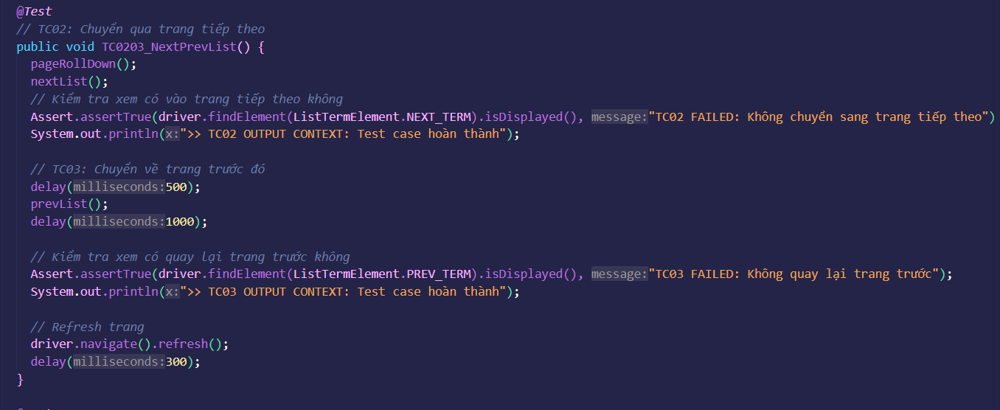 @Test
// TC02: Chuyển qua trang tiếp theo
public void TC0203_NextPrevList() {
pageRollDown();
nextList();
// Kiểm tra xem có vào trang tiếp theo không
Assert.assertTrue(driver.findElement(ListTermElement.NEXT_TERM).isDisplayed(), message:"TC02 FAILED: Không chuyển sang trang tiếp theo")
System.out.println(x:">> TC02 OUTPUT CONTEXT: Test case hoàn thành");
// TC03: Chuyển về trang trước đó
delay(milliseconds:500);
prevList();
delay(milliseconds:1000);
// Kiểm tra xem có quay lại trang trước không
Assert.assertTrue(driver.findElement(ListTermElement.PREV_TERM).isDisplayed(), message:"TC03 FAILED: Không quay lại trang trước");
System.out.println(x:">> TC03 OUTPUT CONTEXT: Test case hoàn thành");
// Refresh trang
driver.navigate().refresh();
delay(milliseconds:300);
}